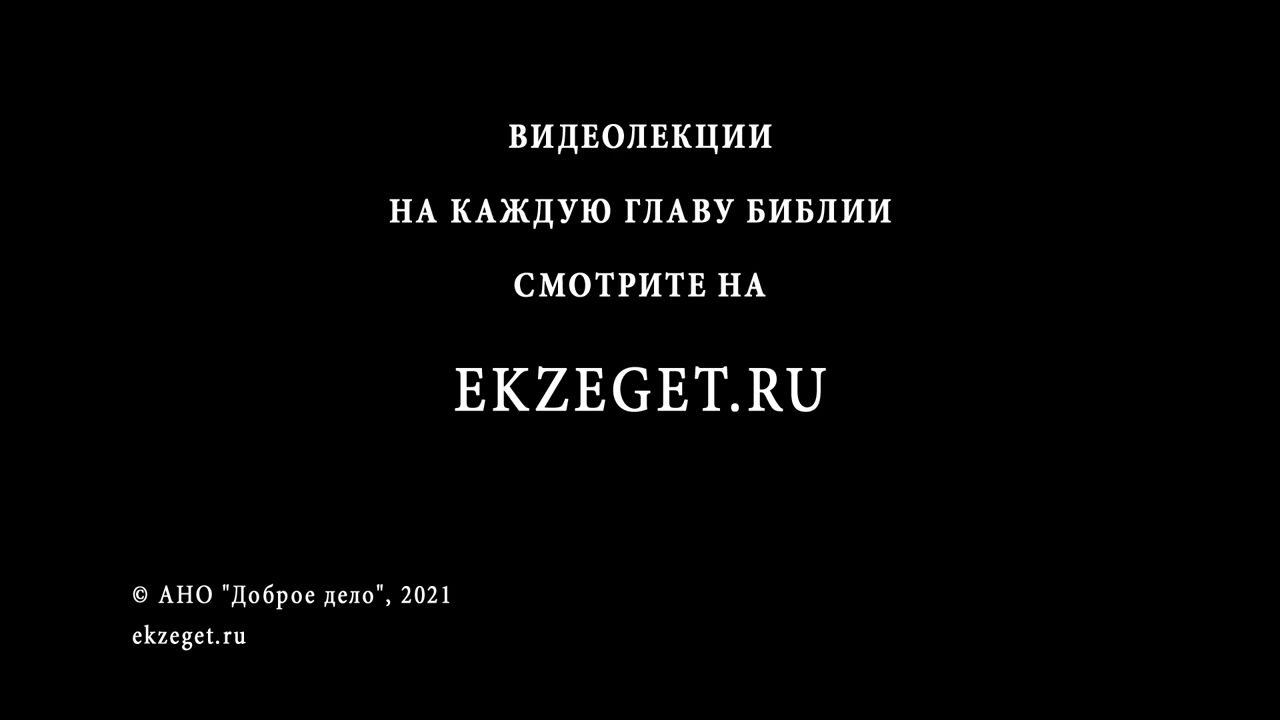 ВИДЕОЛЕКЦИИ
НА КАЖДУЮ ГЛАВУ БИБЛИИ
СМОТРИТЕ НА
EKZEGET.RU
© АНО "Доброе дело", 2021
ekzeget.ru